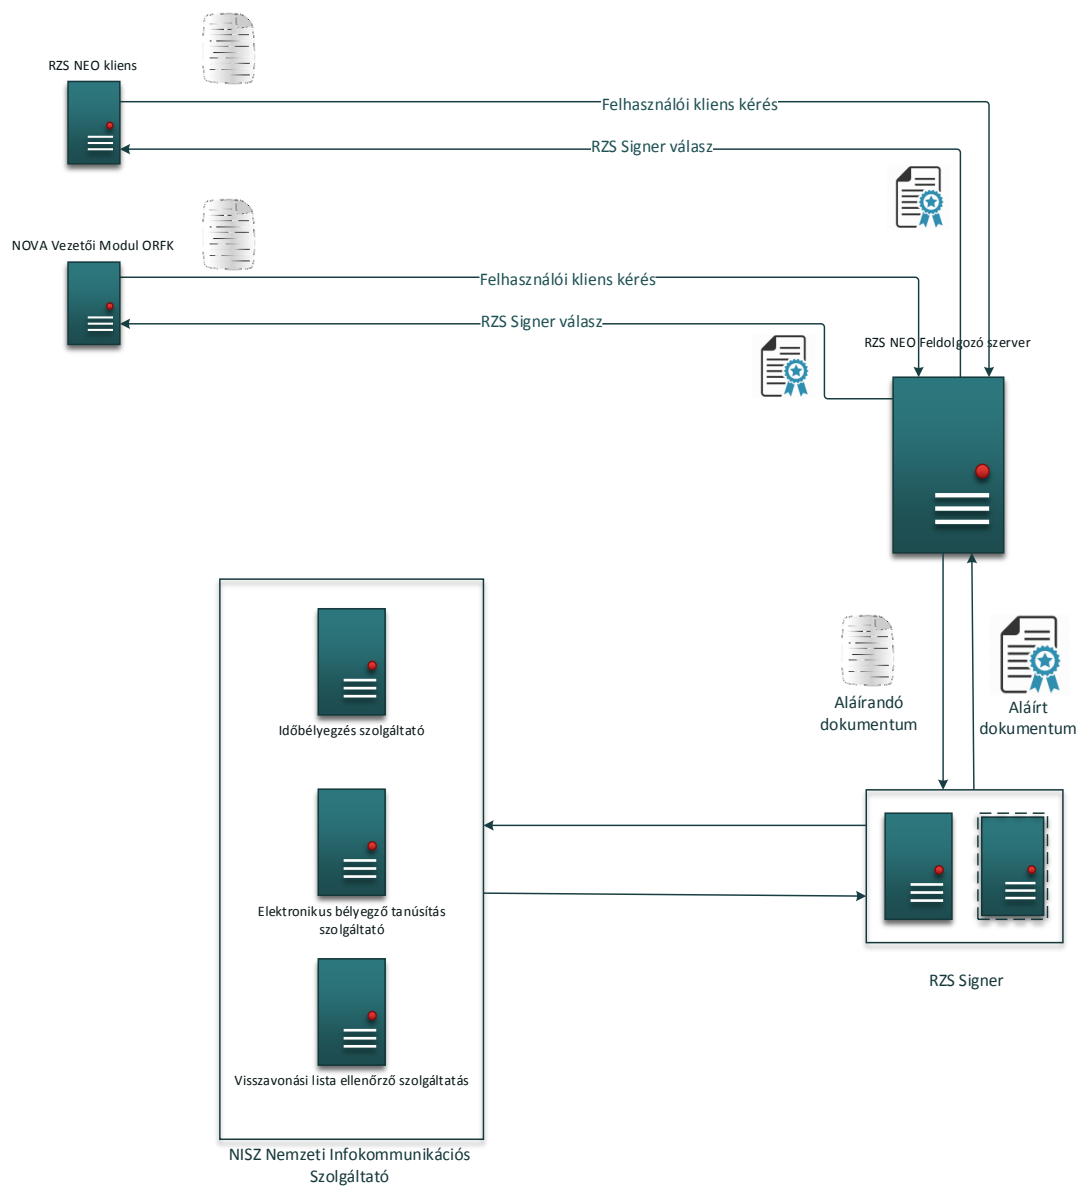 RZS NEO kliens
Felhasználói kliens kérés
RZS Signer válasz
NOVA Vezetői Modul ORFK
Felhasználói kliens kérés
RZS Signer válasz
RZS NEO Feldolgozó szerver
Aláírandó
dokumentum
Aláírt
dokumentum
Időbélyegzés szolgáltató
Elektronikus bélyegző tanúsítás
szolgáltató
RZS Signer
Visszavonási lista ellenőrző szolgáltatás
NISZ Nemzeti Infokommunikációs
Szolgáltató